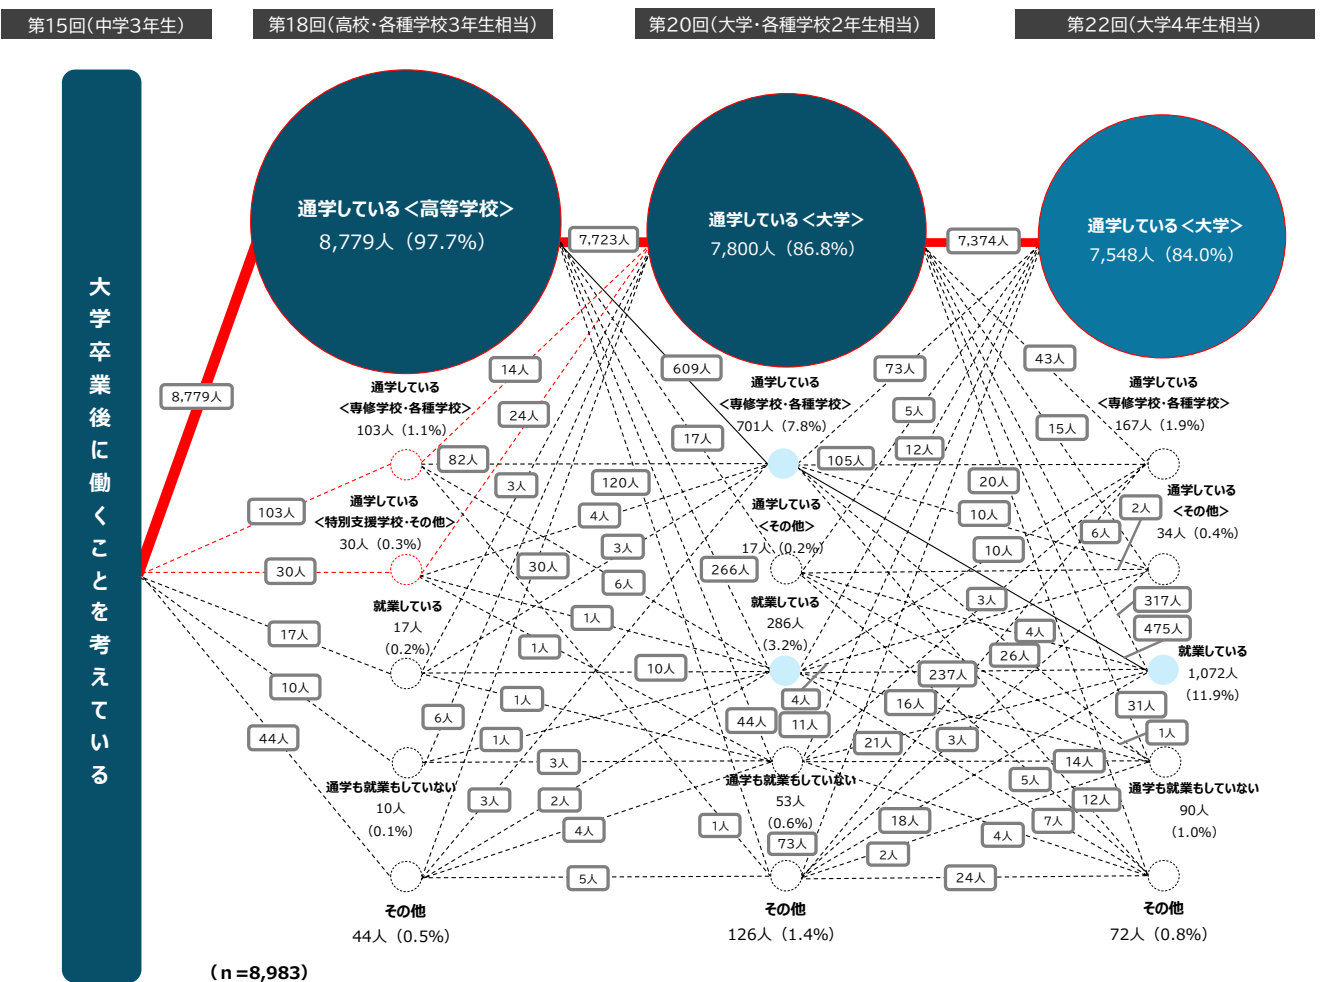 第15回(中学3年生)
第18回(高校・各種学校3年生相当)
第20回(大学・各種学校2年生相当)
第22回(大学4年生相当)
大学卒業後に働くことを考えている
通学している<高等学校>
8,779人（97.7%）
7,723人
通学している<大学>
7,800人（86.8%）
7,374人
通学している<大学>
7,548人（84.0%）
8,779人
14人
609人
73人
43人
通学している
<専修学校・各種学校>
103人（1.1%）
通学している
<専修学校・各種学校>
701人（7.8%）
通学している
<専修学校・各種学校>
167人（1.9%）
24人
5人
15人
17人
12人
82人
105人
3人
120人
20人
通学している
<特別支援学校・その他>
30人（0.3%）
通学している
<その他>
17人（0.2%）
通学している
<その他>
34人（0.4%）
103人
4人
10人
2人
6人
3人
10人
30人
30人
266人
6人
3人
317人
就業している
17人
（0.2%）
就業している
286人
（3.2%）
就業している
1,072人
（11.9%）
17人
1人
4人
475人
1人
26人
10人
237人
10人
1人
4人
16人
31人
6人
44人
11人
44人
1人
21人
3人
1人
3人
14人
通学も就業もしていない
10人
（0.1%）
通学も就業もしていない
53人
（0.6%）
通学も就業もしていない
90人
（1.0%）
5人
3人
2人
12人
4人
1人
18人
7人
73人
4人
2人
5人
24人
その他
44人（0.5%）
その他
126人（1.4%）
その他
72人（0.8%）
（n=8,983）